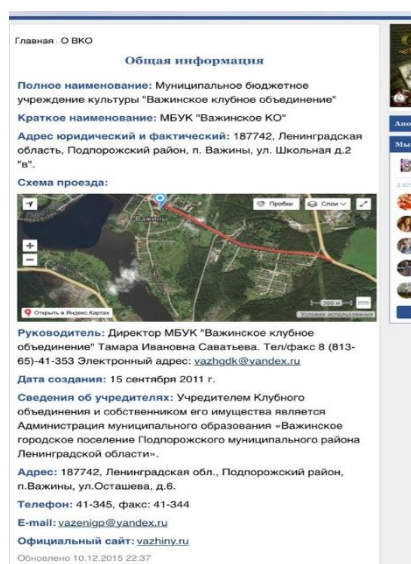 Главная О ВКО
Общая информация
Полное наименование: Муниципальное бюджетное
учреждение культуры "Важинское клубное объединение"
Краткое наименование: МБУК "Важинское КО"
Адрес юридический и фактический: 187742, Ленинградская
область, Подпорожский район, п. Важины, ул. Школьная д.2
"в".
Схема проезда:
Пробки Слои
Важины
Открыть в Яндекс.Картах
300 м
Условия использования
Руководитель: Директор МБУК "Важинское клубное
объединение" Тамара Ивановна Саватьева. Тел/факс 8 (813-
65)-41-353 Электронный адрес: vazhgdk@yandex.ru
Дата создания: 15 сентября 2011 г.
Сведения об учредителях: Учредителем Клубного
объединения и собственником его имущества является
Администрация муниципального образования «Важинское
городское поселение Подпорожского муниципального района
Ленинградской области».
Адрес: 187742, Ленинградская обл., Подпорожский район,
п.Важины, ул.Осташева, д.6.
Телефон: 41-345, факс: 41-344
E-mail: vazenigp@yandex.ru
Официальный сайт: vazhiny.ru
Обновлено 10.12.2015 22:37
Ано
Мы